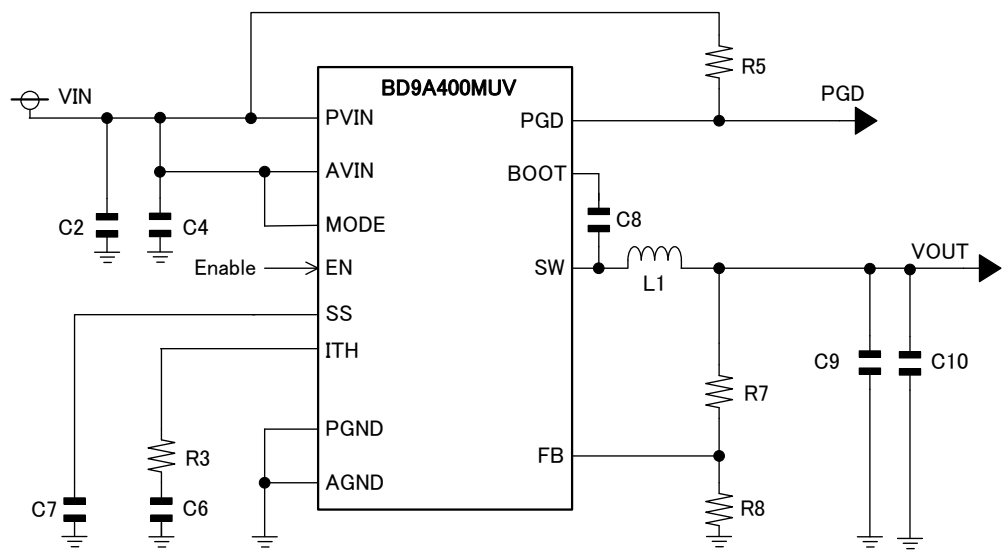 R5
VIN
BD9A400MUV
PGD
PVIN
PGD
AVIN
BOOT
C2
C4
MODE
C8
Enable
EN
SW
L1
VOUT
SS
ITH
C9
C10
R7
PGND
R3
FB
AGND
C7
C6
R8